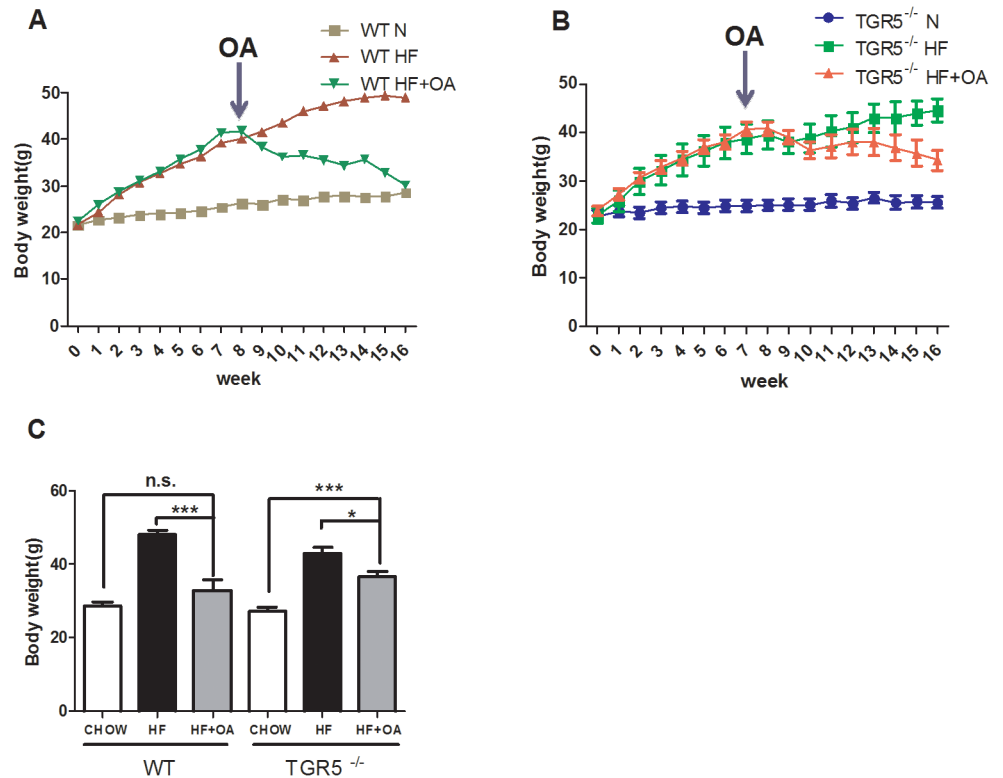 A
WT N
WT HF
WT HF+OA
OA
Body weight(g)
50
40
30
20
10
0
0 1 2 3 4 5 6 7 8 9 10 11 12 13 14 15 16
week
B
TGR5-/- N
TGR5-/- HF
TGR5-/- HF+OA
OA
Body weight(g)
50
40
30
20
10
0
0 1 2 3 4 5 6 7 8 9 10 11 12 13 14 15 16
week
C
Body weight(g)
60
40
20
0
n.s.
***
***
*
CHOW HF HF+OA CHOW HF HF+OA
WT TGR5 -/-